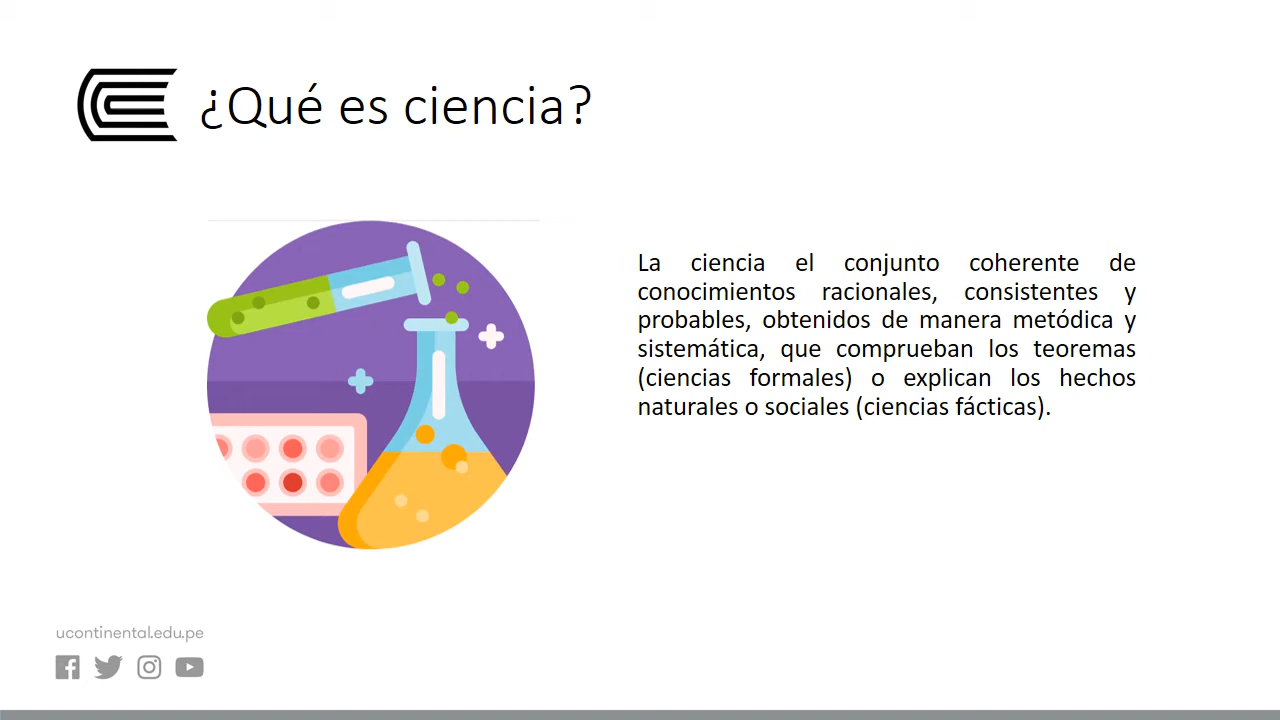 ¿Qué es ciencia?
La ciencia el conjunto coherente de
conocimientos racionales, consistentes y
probables, obtenidos de manera metódica y
sistemática, que comprueban los teoremas
(ciencias formales) o explican los hechos
naturales o sociales (ciencias fácticas).
ucontinental.edu.pe